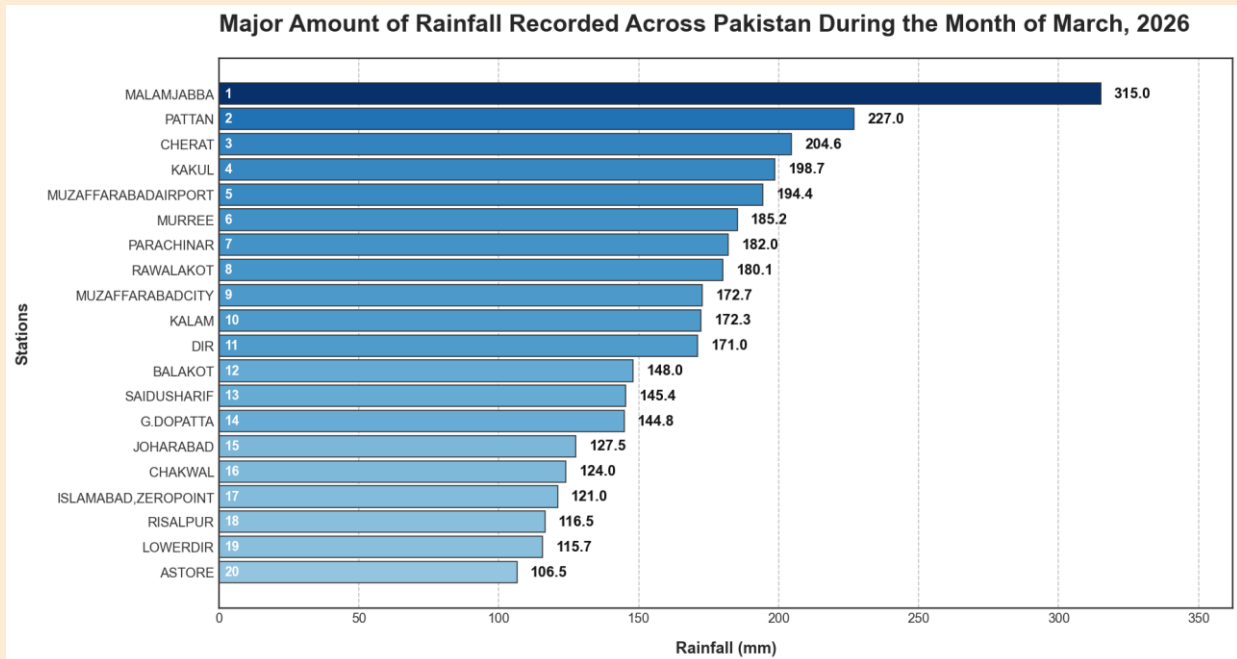 Major Amount of Rainfall Recorded Across Pakistan During the Month of March, 2026
MALAMJABBA 1 315.0
PATTAN 2 227.0
CHERAT 3 204.6
KAKUL 4 198.7
MUZAFFARABADAIRPORT 5 194.4
MURREE 6 185.2
PARACHINAR 7 182.0
RAWALAKOT 8 180.1
MUZAFFARABADCITY 9 172.7
KALAM 10 172.3
DIR 11 171.0
BALAKOT 12 148.0
SAIDUSHARIF 13 145.4
G.DOPATTA 14 144.8
JOHARABAD 15 127.5
CHAKWAL 16 124.0
ISLAMABAD,ZEROPOINT 17 121.0
RISALPUR 18 116.5
LOWERDIR 19 115.7
ASTORE 20 106.5
Stations
0 50 100 150 200 250 300 350
Rainfall (mm)